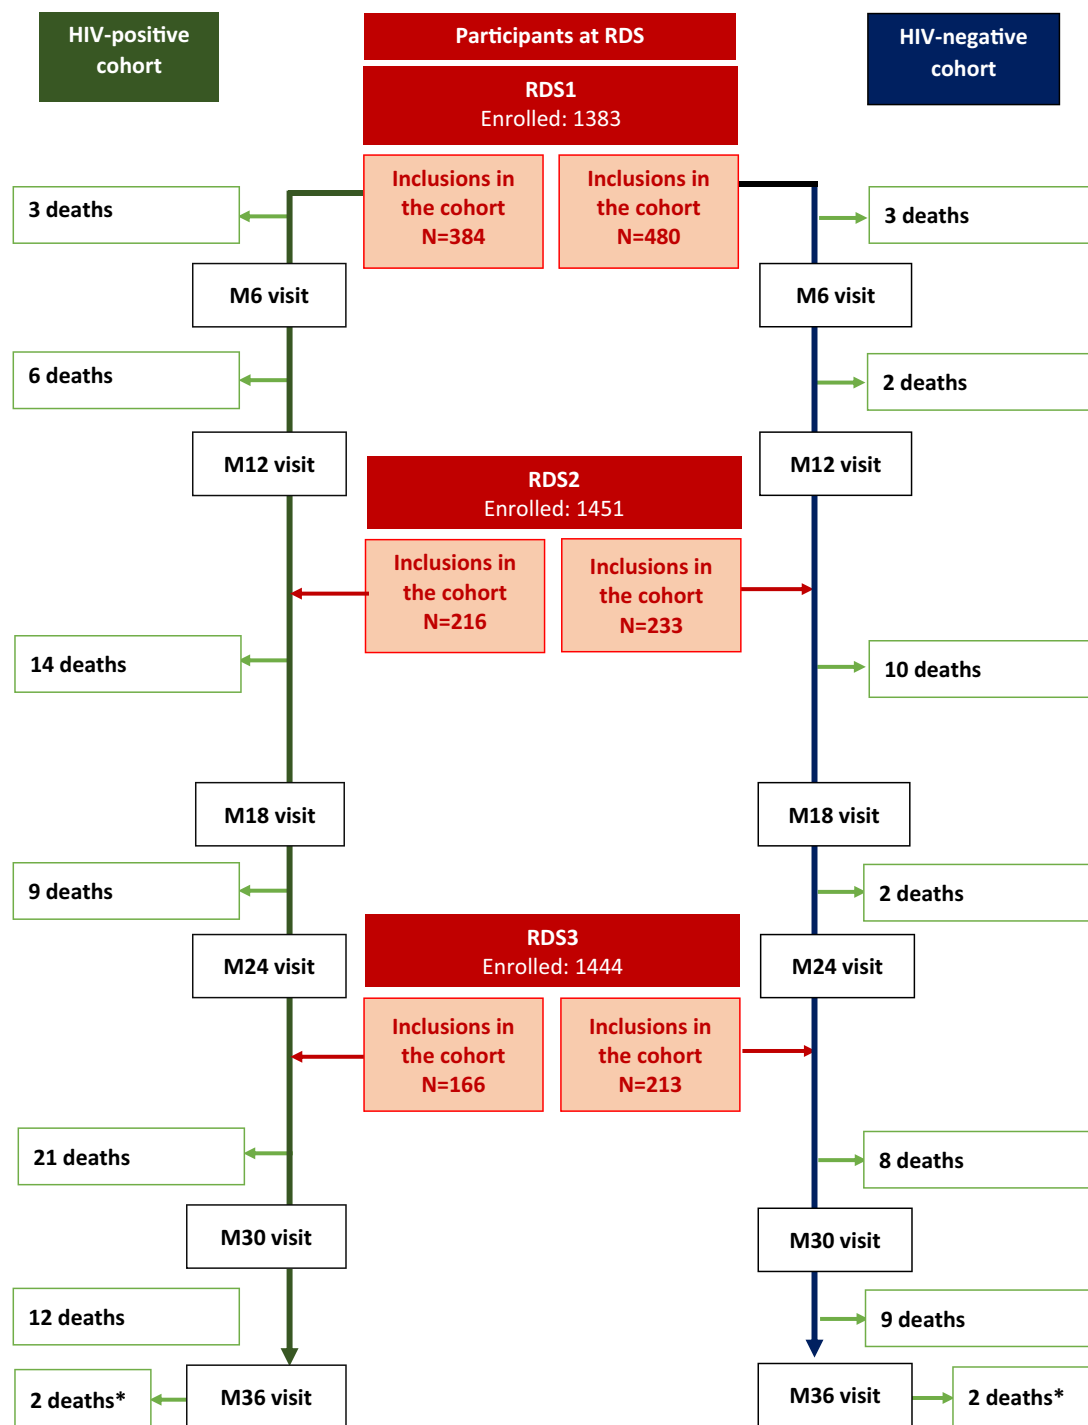 HIV-positive
cohort
Participants at RDS
HIV-negative
cohort
RDS1
Enrolled: 1383
Inclusions in
the cohort
N=384
Inclusions in
the cohort
N=480
3 deaths
3 deaths
M6 visit
M6 visit
6 deaths
2 deaths
M12 visit
M12 visit
RDS2
Enrolled: 1451
Inclusions in
the cohort
N=216
Inclusions in
the cohort
N=233
14 deaths
10 deaths
M18 visit
M18 visit
9 deaths
2 deaths
RDS3
Enrolled: 1444
M24 visit
M24 visit
Inclusions in
the cohort
N=166
Inclusions in
the cohort
N=213
21 deaths
8 deaths
M30 visit
M30 visit
12 deaths
9 deaths
2 deaths*
M36 visit
M36 visit
2 deaths*